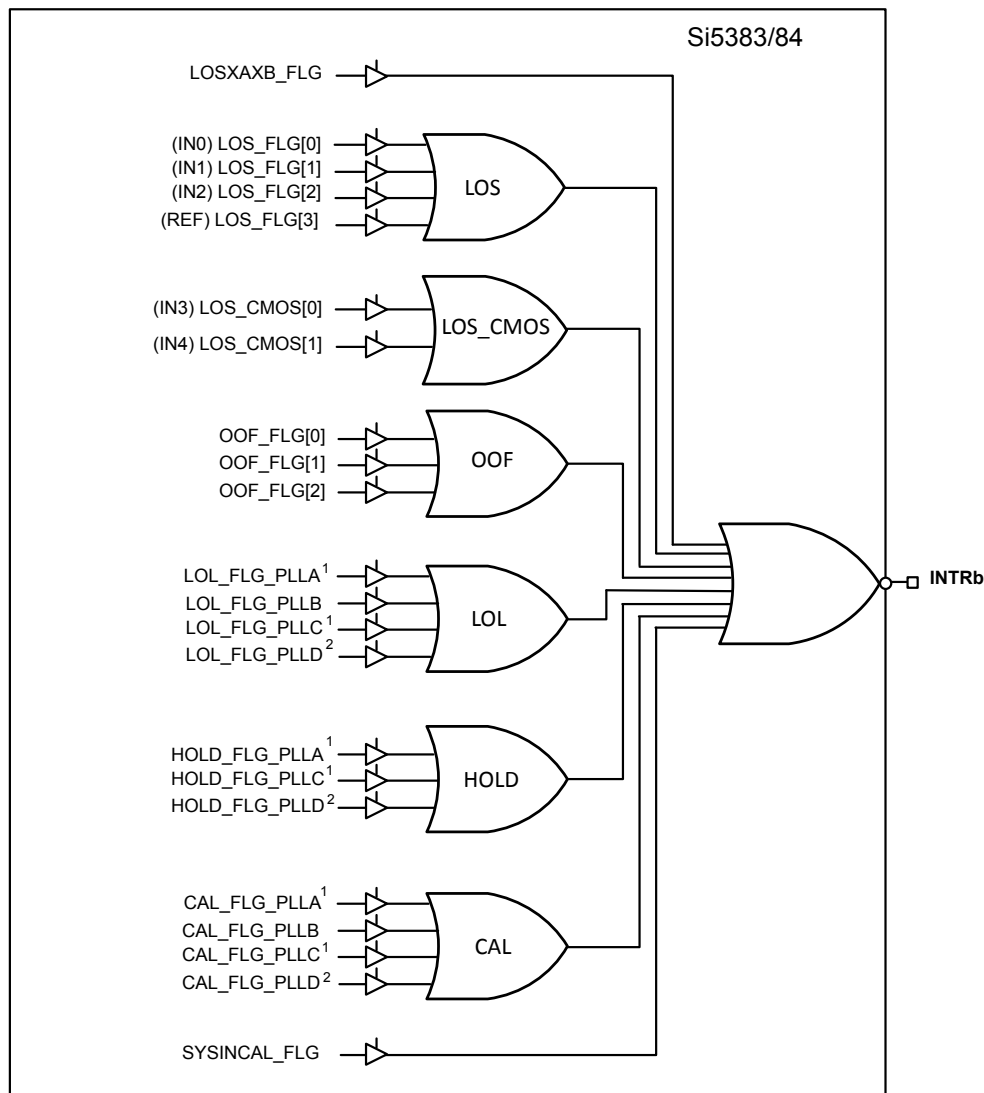 Si5383/84
LOSXAXB_FLG
(IN0) LOS_FLG[0]
(IN1) LOS_FLG[1]
(IN2) LOS_FLG[2]
(REF) LOS_FLG[3]
LOS
(IN3) LOS_CMOS[0]
(IN4) LOS_CMOS[1]
LOS_CMOS
OOF_FLG[0]
OOF_FLG[1]
OOF_FLG[2]
OOF
LOL_FLG_PLLA¹
LOL_FLG_PLLB
LOL_FLG_PLLC¹
LOL_FLG_PLLD²
LOL
INTRb
HOLD_FLG_PLLA¹
HOLD_FLG_PLLC¹
HOLD_FLG_PLLD²
HOLD
CAL_FLG_PLLA¹
CAL_FLG_PLLB
CAL_FLG_PLLC¹
CAL_FLG_PLLD²
CAL
SYSINCAL_FLG